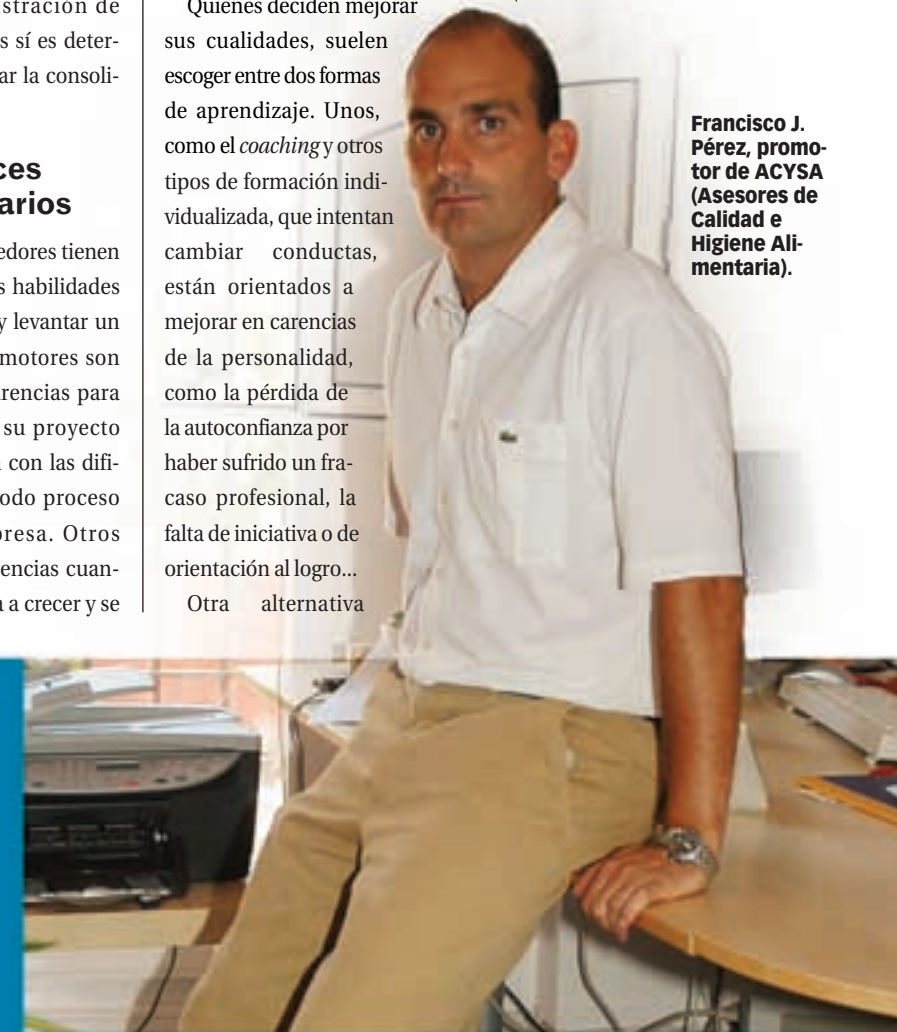 stración de
s sí es deter-
ar la consoli-
ces
arios
edores tienen
s habilidades
y levantar un
motores son
rencias para
su proyecto
con las difi-
odo proceso
presa. Otros
encias cuan-
a a crecer y se
Quienes deciden mejorar
sus cualidades, suelen
escoger entre dos formas
de aprendizaje. Unos,
como el coaching y otros
tipos de formación indi-
vidualizada, que intentan
cambiar conductas,
están orientados a
mejorar en carencias
de la personalidad,
como la pérdida de
la autoconfianza por
haber sufrido un fra-
caso profesional, la
falta de iniciativa o de
orientación al logro...
Otra alternativa
Francisco J.
Pérez, promo-
tor de ACYSA
(Asesores de
Calidad e
Higiene Ali-
mentaria).